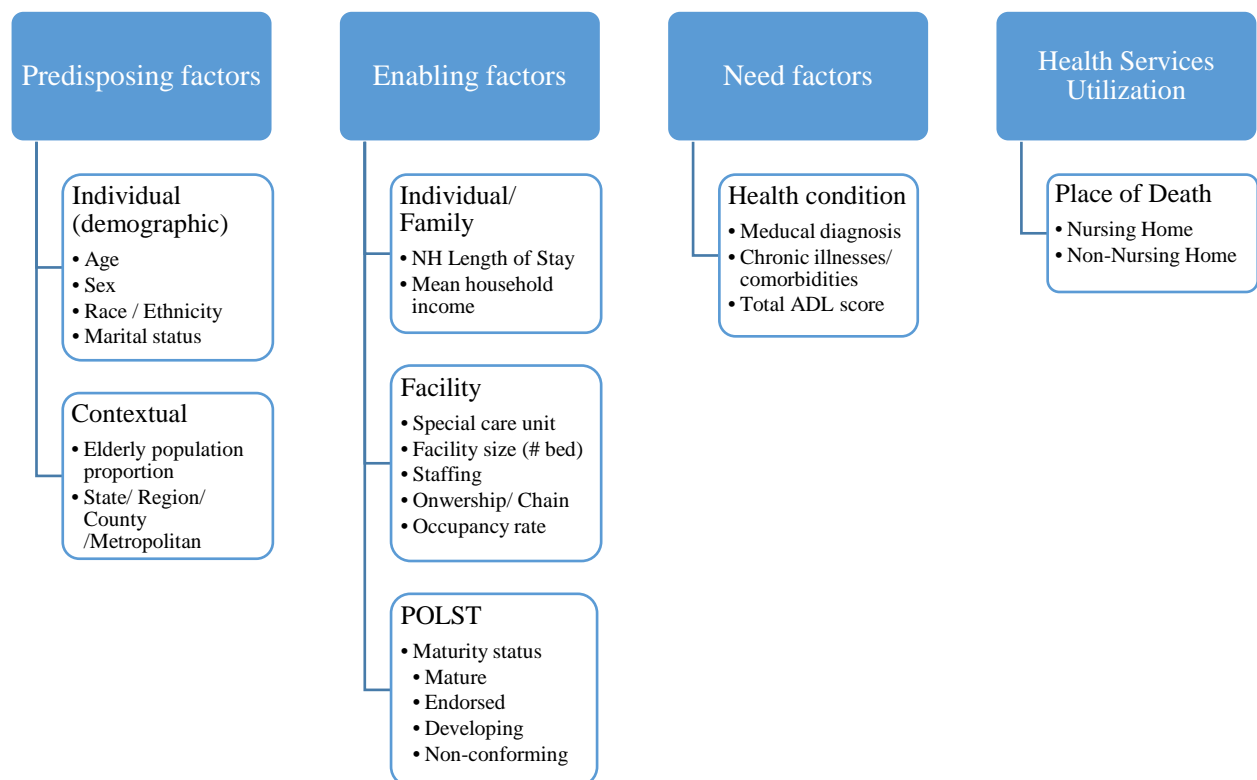 Predisposing factors
Individual
(demographic)
• Age
• Sex
• Race / Ethnicity
• Marital status
Contextual
• Elderly population
proportion
• State/ Region/
County
/Metropolitan
Enabling factors
Individual/
Family
• NH Length of Stay
• Mean household
income
Facility
• Special care unit
• Facility size (# bed)
• Staffing
• Onwership/ Chain
• Occupancy rate
POLST
• Maturity status
• Mature
• Endorsed
• Developing
• Non-conforming
Need factors
Health condition
• Meducal diagnosis
• Chronic illnesses/
comorbidities
• Total ADL score
Health Services
Utilization
Place of Death
• Nursing Home
• Non-Nursing Home